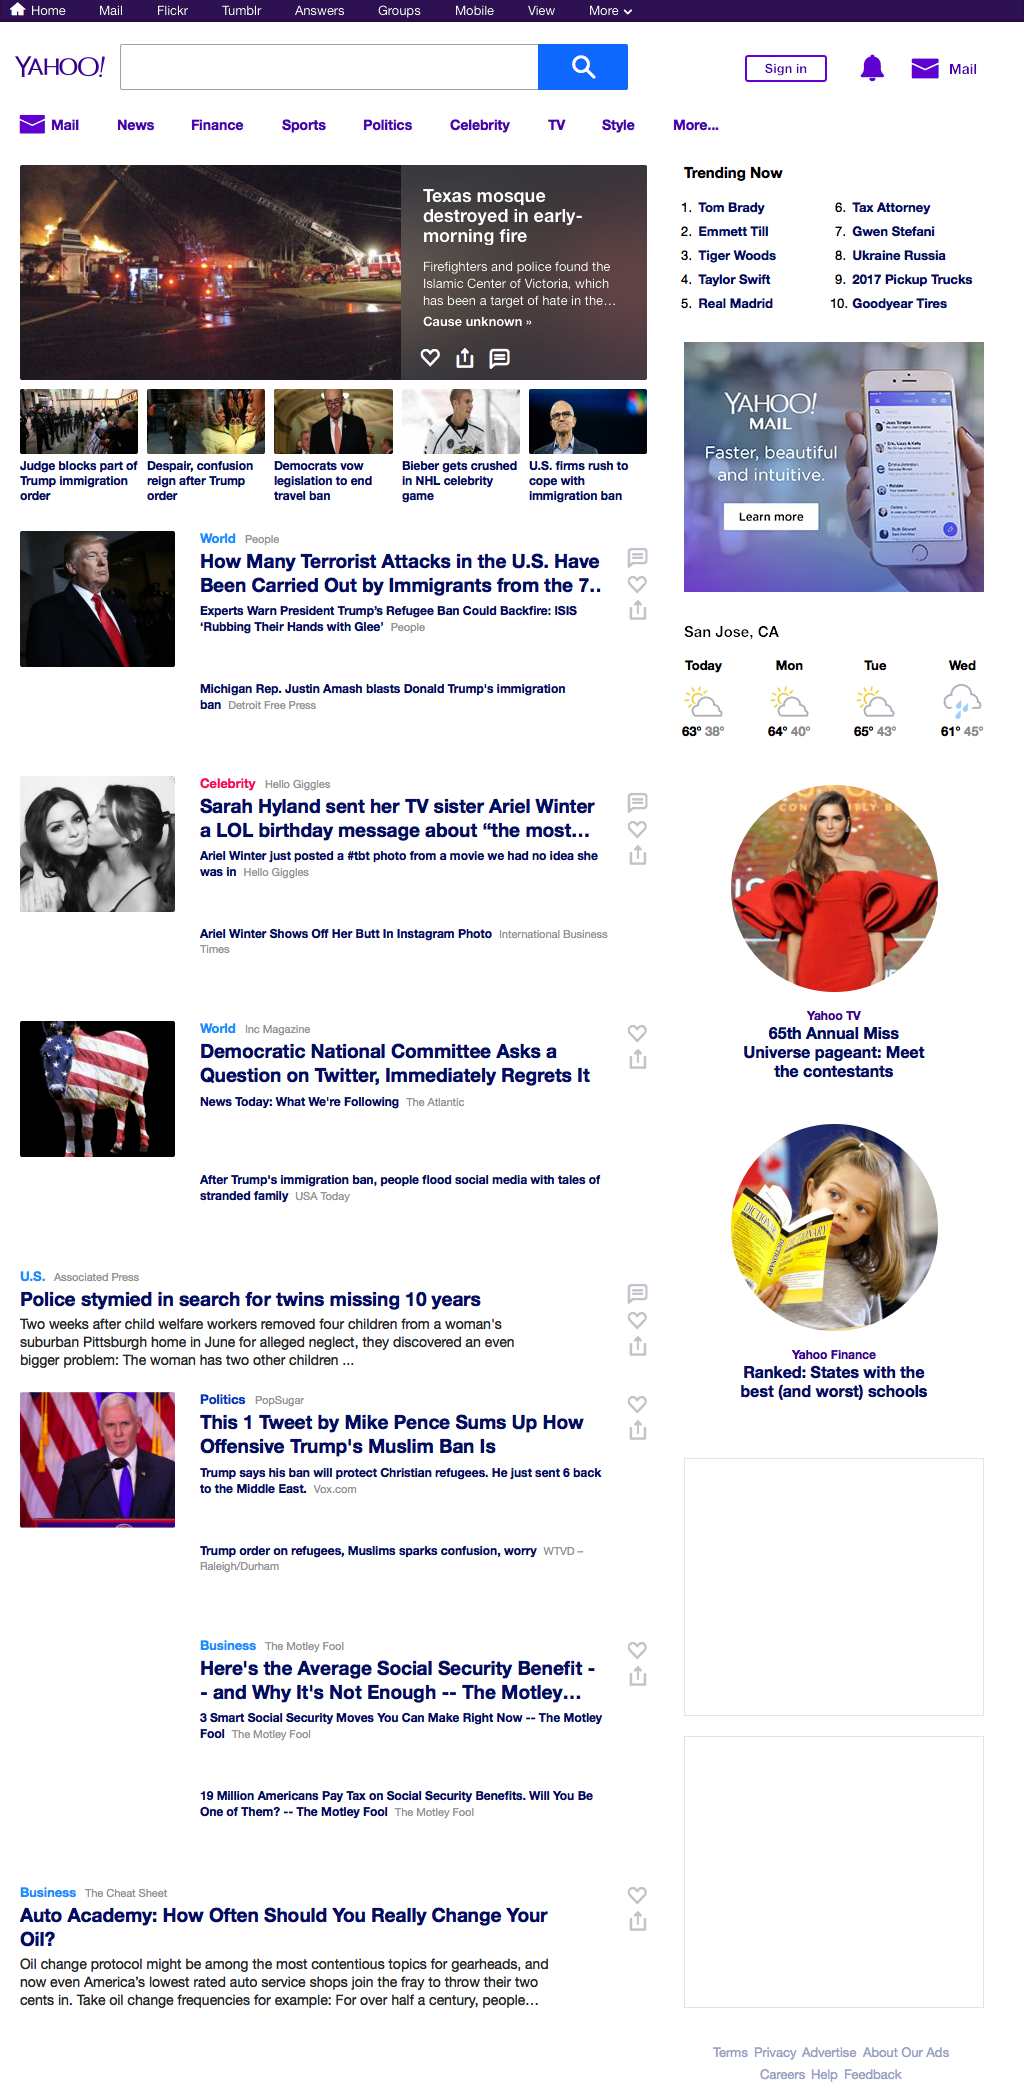 Home Mail Flickr Tumblr Answers Groups Mobile View More
YAHOO!
Sign in
Mail
Mail News Finance Sports Politics Celebrity TV Style More...
Texas mosque
destroyed in early-
morning fire
Firefighters and police found the
Islamic Center of Victoria, which
has been a target of hate in the…
Cause unknown »
Judge blocks part of
Trump immigration
order
Despair, confusion
reign after Trump
order
Democrats vow
legislation to end
travel ban
Bieber gets crushed
in NHL celebrity
game
U.S. firms rush to
cope with
immigration ban
World People
How Many Terrorist Attacks in the U.S. Have
Been Carried Out by Immigrants from the 7..
Experts Warn President Trump’s Refugee Ban Could Backfire: ISIS
‘Rubbing Their Hands with Glee’ People
Michigan Rep. Justin Amash blasts Donald Trump's immigration
ban Detroit Free Press
Celebrity Hello Giggles
Sarah Hyland sent her TV sister Ariel Winter
a LOL birthday message about “the most…
Ariel Winter just posted a #tbt photo from a movie we had no idea she
was in Hello Giggles
Ariel Winter Shows Off Her Butt In Instagram Photo International Business
Times
World Inc Magazine
Democratic National Committee Asks a
Question on Twitter, Immediately Regrets It
News Today: What We're Following The Atlantic
After Trump's immigration ban, people flood social media with tales of
stranded family USA Today
U.S. Associated Press
Police stymied in search for twins missing 10 years
Two weeks after child welfare workers removed four children from a woman's
suburban Pittsburgh home in June for alleged neglect, they discovered an even
bigger problem: The woman has two other children ...
Politics PopSugar
This 1 Tweet by Mike Pence Sums Up How
Offensive Trump's Muslim Ban Is
Trump says his ban will protect Christian refugees. He just sent 6 back
to the Middle East. Vox.com
Trump order on refugees, Muslims sparks confusion, worry WTVD –
Raleigh/Durham
Business The Motley Fool
Here's the Average Social Security Benefit -
- and Why It's Not Enough -- The Motley…
3 Smart Social Security Moves You Can Make Right Now -- The Motley
Fool The Motley Fool
19 Million Americans Pay Tax on Social Security Benefits. Will You Be
One of Them? -- The Motley Fool The Motley Fool
Business The Cheat Sheet
Auto Academy: How Often Should You Really Change Your
Oil?
Oil change protocol might be among the most contentious topics for gearheads, and
now even America’s lowest rated auto service shops join the fray to throw their two
cents in. Take oil change frequencies for example: For over half a century, people…
Trending Now
1. Tom Brady
2. Emmett Till
3. Tiger Woods
4. Taylor Swift
5. Real Madrid
6. Tax Attorney
7. Gwen Stefani
8. Ukraine Russia
9. 2017 Pickup Trucks
10. Goodyear Tires
YAHOO!
MAIL
Faster, beautiful
and intuitive.
Learn more
San Jose, CA
Today Mon Tue Wed
63° 38° 64° 40° 65° 43° 61° 45°
Yahoo TV
65th Annual Miss
Universe pageant: Meet
the contestants
DICTIONARY
DICTIONARY
Yahoo Finance
Ranked: States with the
best (and worst) schools
Terms Privacy Advertise About Our Ads
Careers Help Feedback